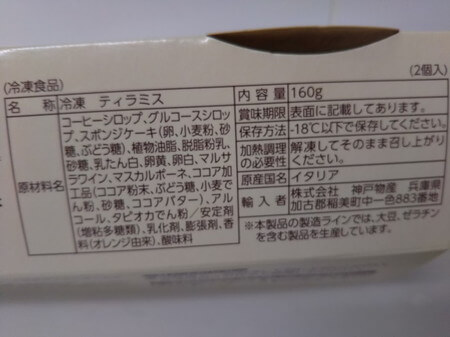 (冷凍食品)
(2個入)
名 称
冷凍 ティラミス
原材料名
コーヒーシロップ、グルコースシロッ
プ、スポンジケーキ(卵、小麦粉、砂
糖、ぶどう糖)、植物油脂、脱脂粉乳、
砂糖、乳たん白、卵黄、卵白、マルサ
ラワイン、マスカルポーネ、ココア加
工品(ココア粉末、ぶどう糖、小麦で
ん粉、砂糖、ココアバター)、アル
コール、タピオカでん粉/安定剤
(増粘多糖類)、乳化剤、膨張剤、香
料(オレンジ由来)、酸味料
内 容 量
160g
賞味期限
表面に記載してあります。
保存方法
-18℃以下で保存してください。
加熱調理
の必要性
解凍してそのまま召し上がり
ください。
原産国名
イタリア
輸 入 者
株式会社 神戸物産 兵庫県
加古郡稲美町中一色883番地
※本製品の製造ラインでは、大豆、ゼラチン
を含む製品を生産しています。